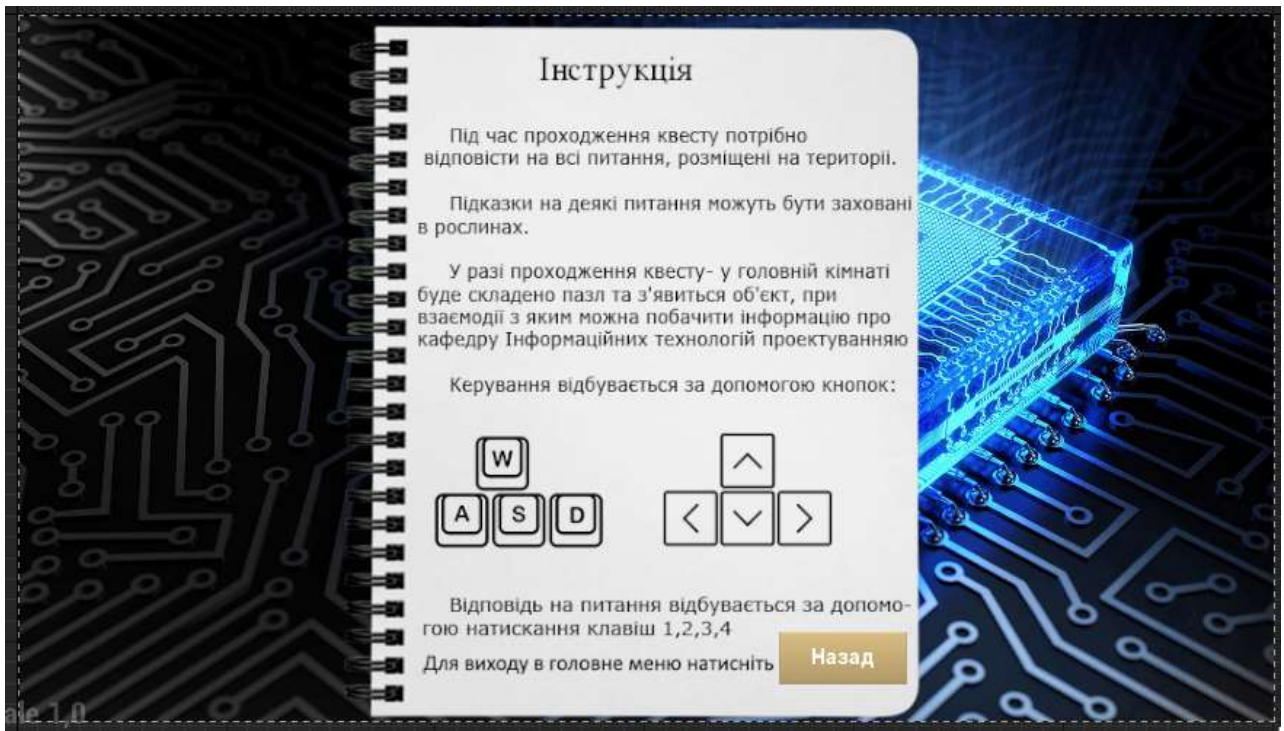 Інструкція
Під час проходження квесту потрібно
відповісти на всі питання, розміщені на території.
Підказки на деякі питання можуть бути заховані
в рослинах.
У разі проходження квесту- у головній кімнаті
буде складено пазл та з'явиться об'єкт, при
взаємодії з яким можна побачити інформацію про
кафедру Інформаційних технологій проектуванню
Керування відбувається за допомогою кнопок:
W
A S D
Відповідь на питання відбувається за допомо-
гою натискання клавіш 1,2,3,4
Для виходу в головне меню натисніть Назад
ale 1,0